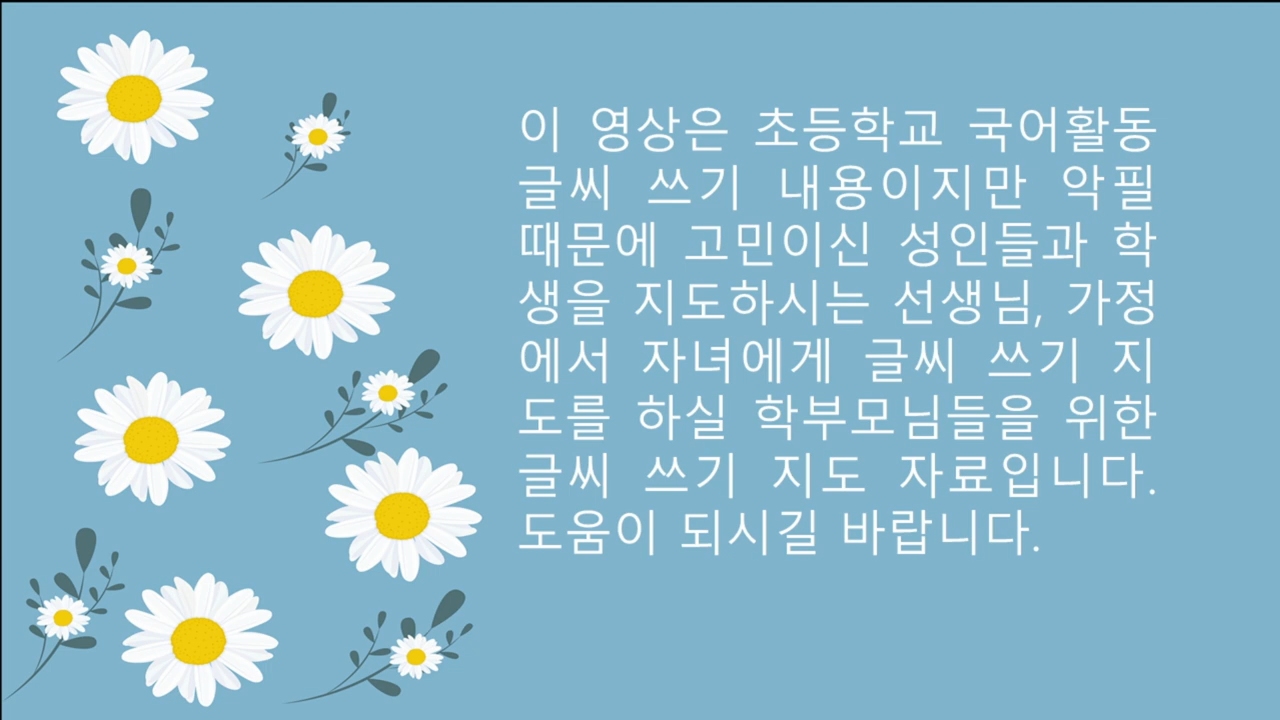 이 영상은 초등학교 국어활동
글씨 쓰기 내용이지만 악필
때문에 고민이신 성인들과 학
생을 지도하시는 선생님, 가정
에서 자녀에게 글씨 쓰기 지
도를 하실 학부모님들을 위한
글씨 쓰기 지도 자료입니다.
도움이 되시길 바랍니다.